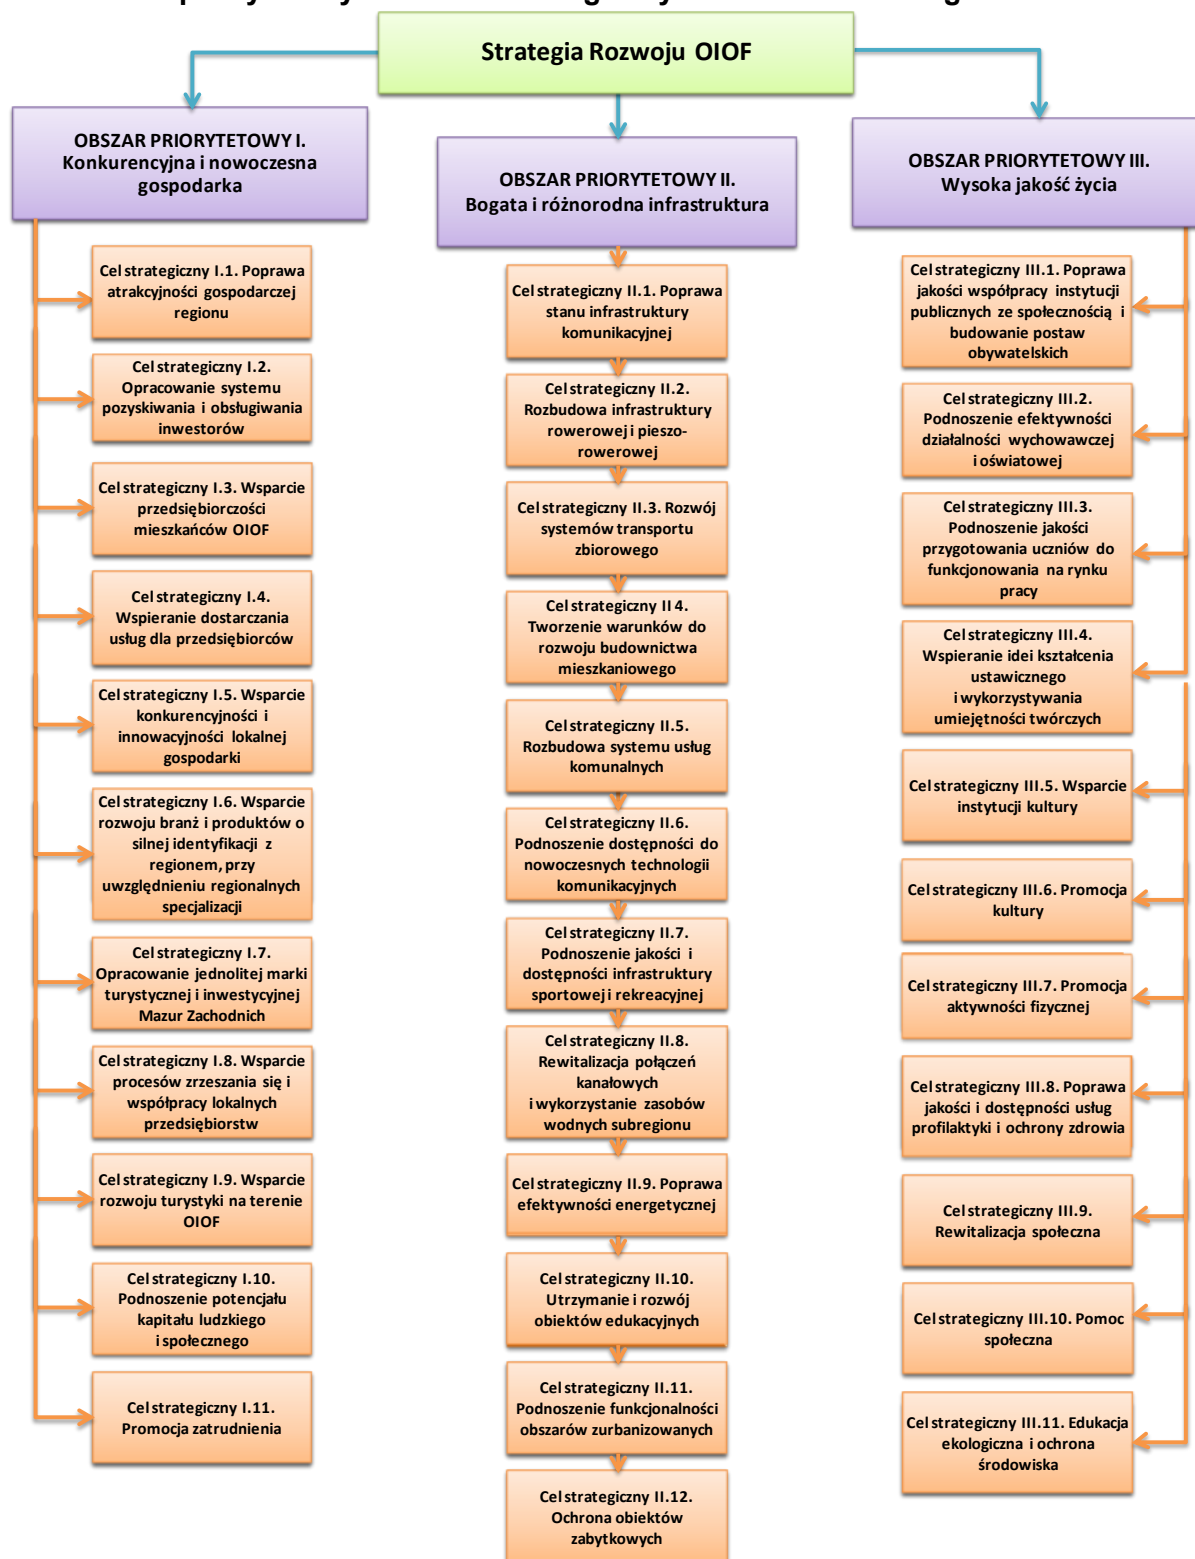 Strategia Rozwoju OIOF
OBSZAR PRIORYTETOWY I.
Konkurencyjna i nowoczesna
gospodarka
Cel strategiczny I.1. Poprawa
atrakcyjności gospodarczej
regionu
Cel strategiczny I.2.
Opracowanie systemu
pozyskiwania i obsługiwania
inwestorów
Cel strategiczny I.3. Wsparcie
przedsiębiorczości
mieszkańców OIOF
Cel strategiczny I.4.
Wspieranie dostarczania
usług dla przedsiębiorców
Cel strategiczny I.5. Wsparcie
konkurencyjności i
innowacyjności lokalnej
gospodarki
Cel strategiczny I.6. Wsparcie
rozwoju branż i produktów o
silnej identyfikacji z
regionem, przy
uwzględnieniu regionalnych
specjalizacji
Cel strategiczny I.7.
Opracowanie jednolitej marki
turystycznej i inwestycyjnej
Mazur Zachodnich
Cel strategiczny I.8. Wsparcie
procesów zrzeszania się i
współpracy lokalnych
przedsiębiorstw
Cel strategiczny I.9. Wsparcie
rozwoju turystyki na terenie
OIOF
Cel strategiczny I.10.
Podnoszenie potencjału
kapitału ludzkiego
i społecznego
Cel strategiczny I.11.
Promocja zatrudnienia
OBSZAR PRIORYTETOWY II.
Bogata i różnorodna infrastruktura
Cel strategiczny II.1. Poprawa
stanu infrastruktury
komunikacyjnej
Cel strategiczny II.2.
Rozbudowa infrastruktury
rowerowej i pieszo-
rowerowej
Cel strategiczny II.3. Rozwój
systemów transportu
zbiorowego
Cel strategiczny II 4.
Tworzenie warunków do
rozwoju budownictwa
mieszkaniowego
Cel strategiczny II.5.
Rozbudowa systemu usług
komunalnych
Cel strategiczny II.6.
Podnoszenie dostępności do
nowoczesnych technologii
komunikacyjnych
Cel strategiczny II.7.
Podnoszenie jakości i
dostępności infrastruktury
sportowej i rekreacyjnej
Cel strategiczny II.8.
Rewitalizacja połączeń
kanałowych
i wykorzystanie zasobów
wodnych subregionu
Cel strategiczny II.9. Poprawa
efektywności energetycznej
Cel strategiczny II.10.
Utrzymanie i rozwój
obiektów edukacyjnych
Cel strategiczny II.11.
Podnoszenie funkcjonalności
obszarów zurbanizowanych
Cel strategiczny II.12.
Ochrona obiektów
zabytkowych
OBSZAR PRIORYTETOWY III.
Wysoka jakość życia
Cel strategiczny III.1. Poprawa
jakości współpracy instytucji
publicznych ze społecznością i
budowanie postaw
obywatelskich
Cel strategiczny III.2.
Podnoszenie efektywności
działalności wychowawczej
i oświatowej
Cel strategiczny III.3.
Podnoszenie jakości
przygotowania uczniów do
funkcjonowania na rynku
pracy
Cel strategiczny III.4.
Wspieranie idei kształcenia
ustawicznego
i wykorzystywania
umiejętności twórczych
Cel strategiczny III.5. Wsparcie
instytucji kultury
Cel strategiczny III.6. Promocja
kultury
Cel strategiczny III.7. Promocja
aktywności fizycznej
Cel strategiczny III.8. Poprawa
jakości i dostępności usług
profilaktyki i ochrony zdrowia
Cel strategiczny III.9.
Rewitalizacja społeczna
Cel strategiczny III.10. Pomoc
społeczna
Cel strategiczny III.11. Edukacja
ekologiczna i ochrona
środowiska